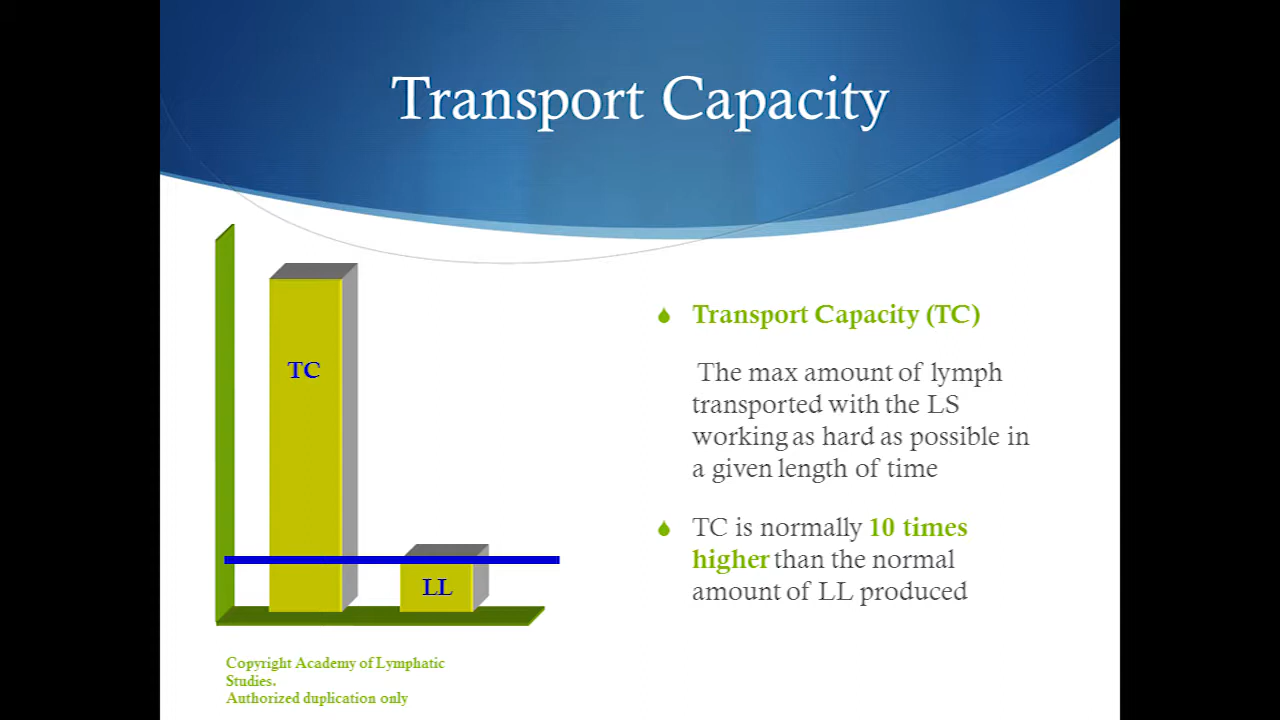 Transport Capacity
TC
LL
Transport Capacity (TC)
The max amount of lymph
transported with the LS
working as hard as possible in
a given length of time
TC is normally 10 times
higher than the normal
amount of LL produced
Copyright Academy of Lymphatic
Studies.
Authorized duplication only